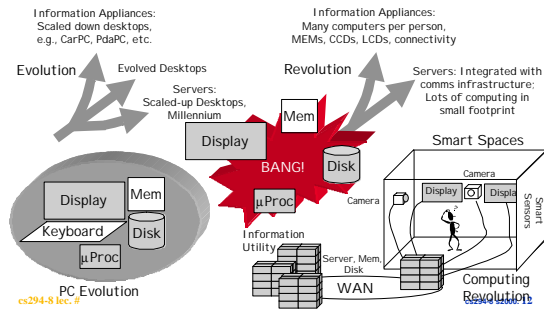 Information Appliances:
Scaled down desktops,
e.g., CarPC, PdaPC, etc.
Evolution
Evolved Desktops
Servers:
Scaled-up Desktops,
Millennium
Display
Mem
Keyboard
Disk
μProc
PC Evolution
Information Appliances:
Many computers per person,
MEMs, CCDs, LCDs, connectivity
Revolution
Servers: Integrated with
comms infrastructure;
Lots of computing in
small footprint
Mem
Display
BANG!
Disk
μProc
Smart Spaces
Camera
Camera
Display
Displa
Smart
Sensors
?
Information
Utility
Server, Mem,
Disk
WAN
Computing
Revolution
cs294-8 lec. #
12